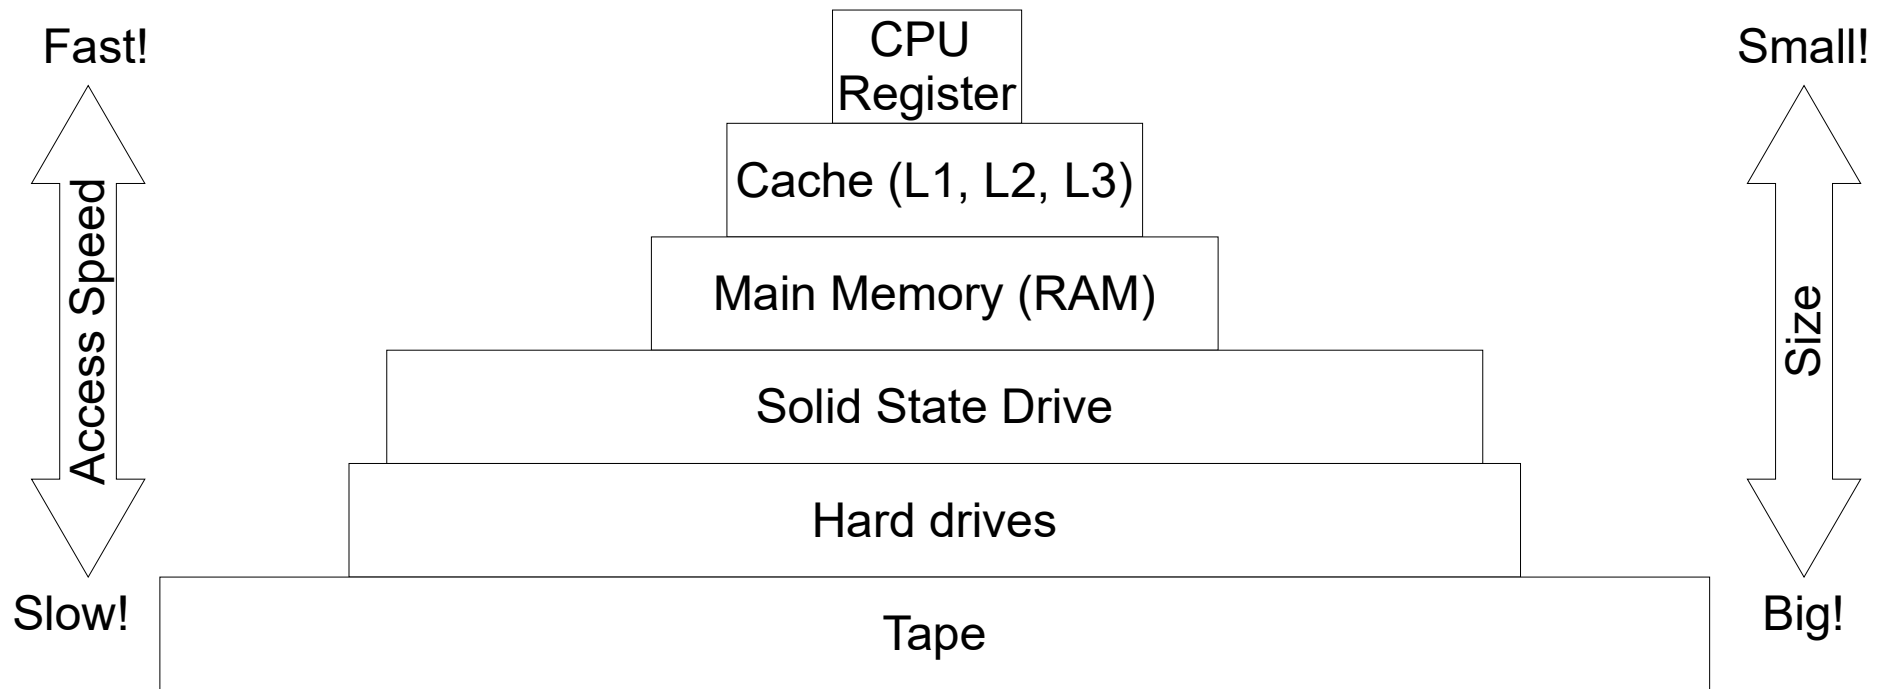 Fast!
CPU
Register
Small!
Cache (L1, L2, L3)
Access Speed
Main Memory (RAM)
Size
Solid State Drive
Hard drives
Slow!
Big!
Tape